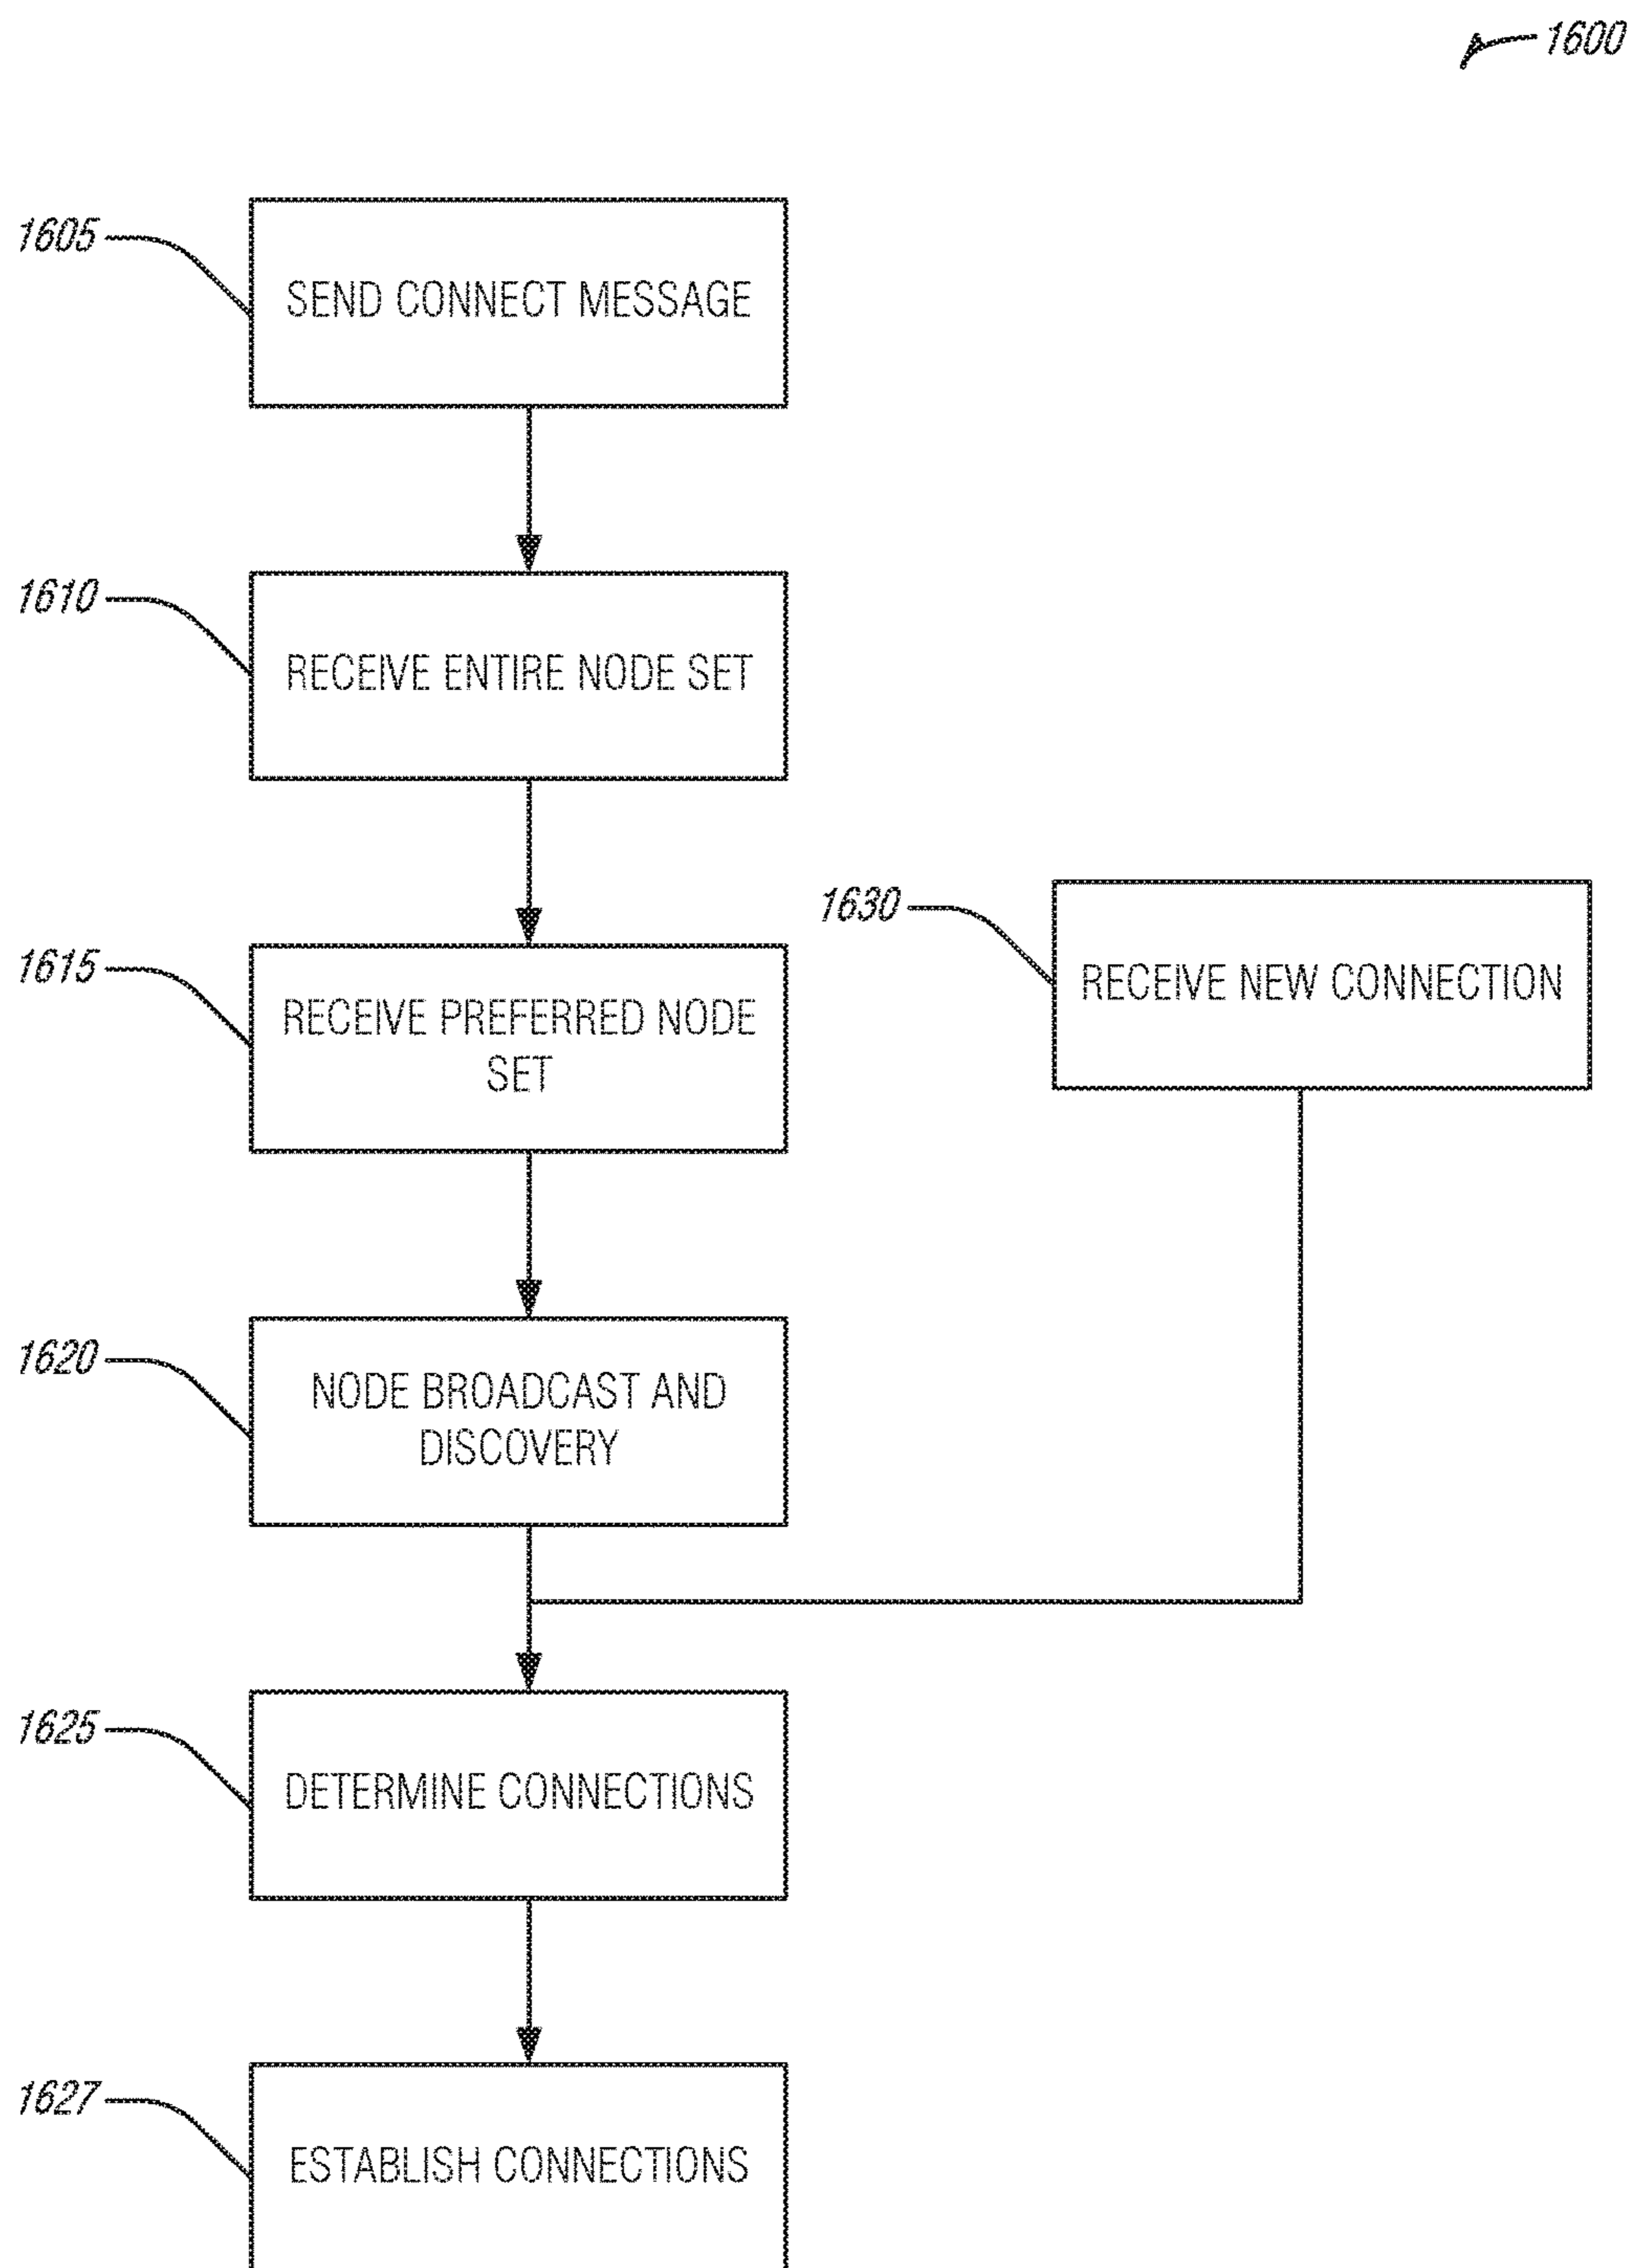 1600
1605
SEND CONNECT MESSAGE
1610
RECEIVE ENTIRE NODE SET
1615
RECEIVE PREFERRED NODE
SET
1630
RECEIVE NEW CONNECTION
1620
NODE BROADCAST AND
DISCOVERY
1625
DETERMINE CONNECTIONS
1627
ESTABLISH CONNECTIONS